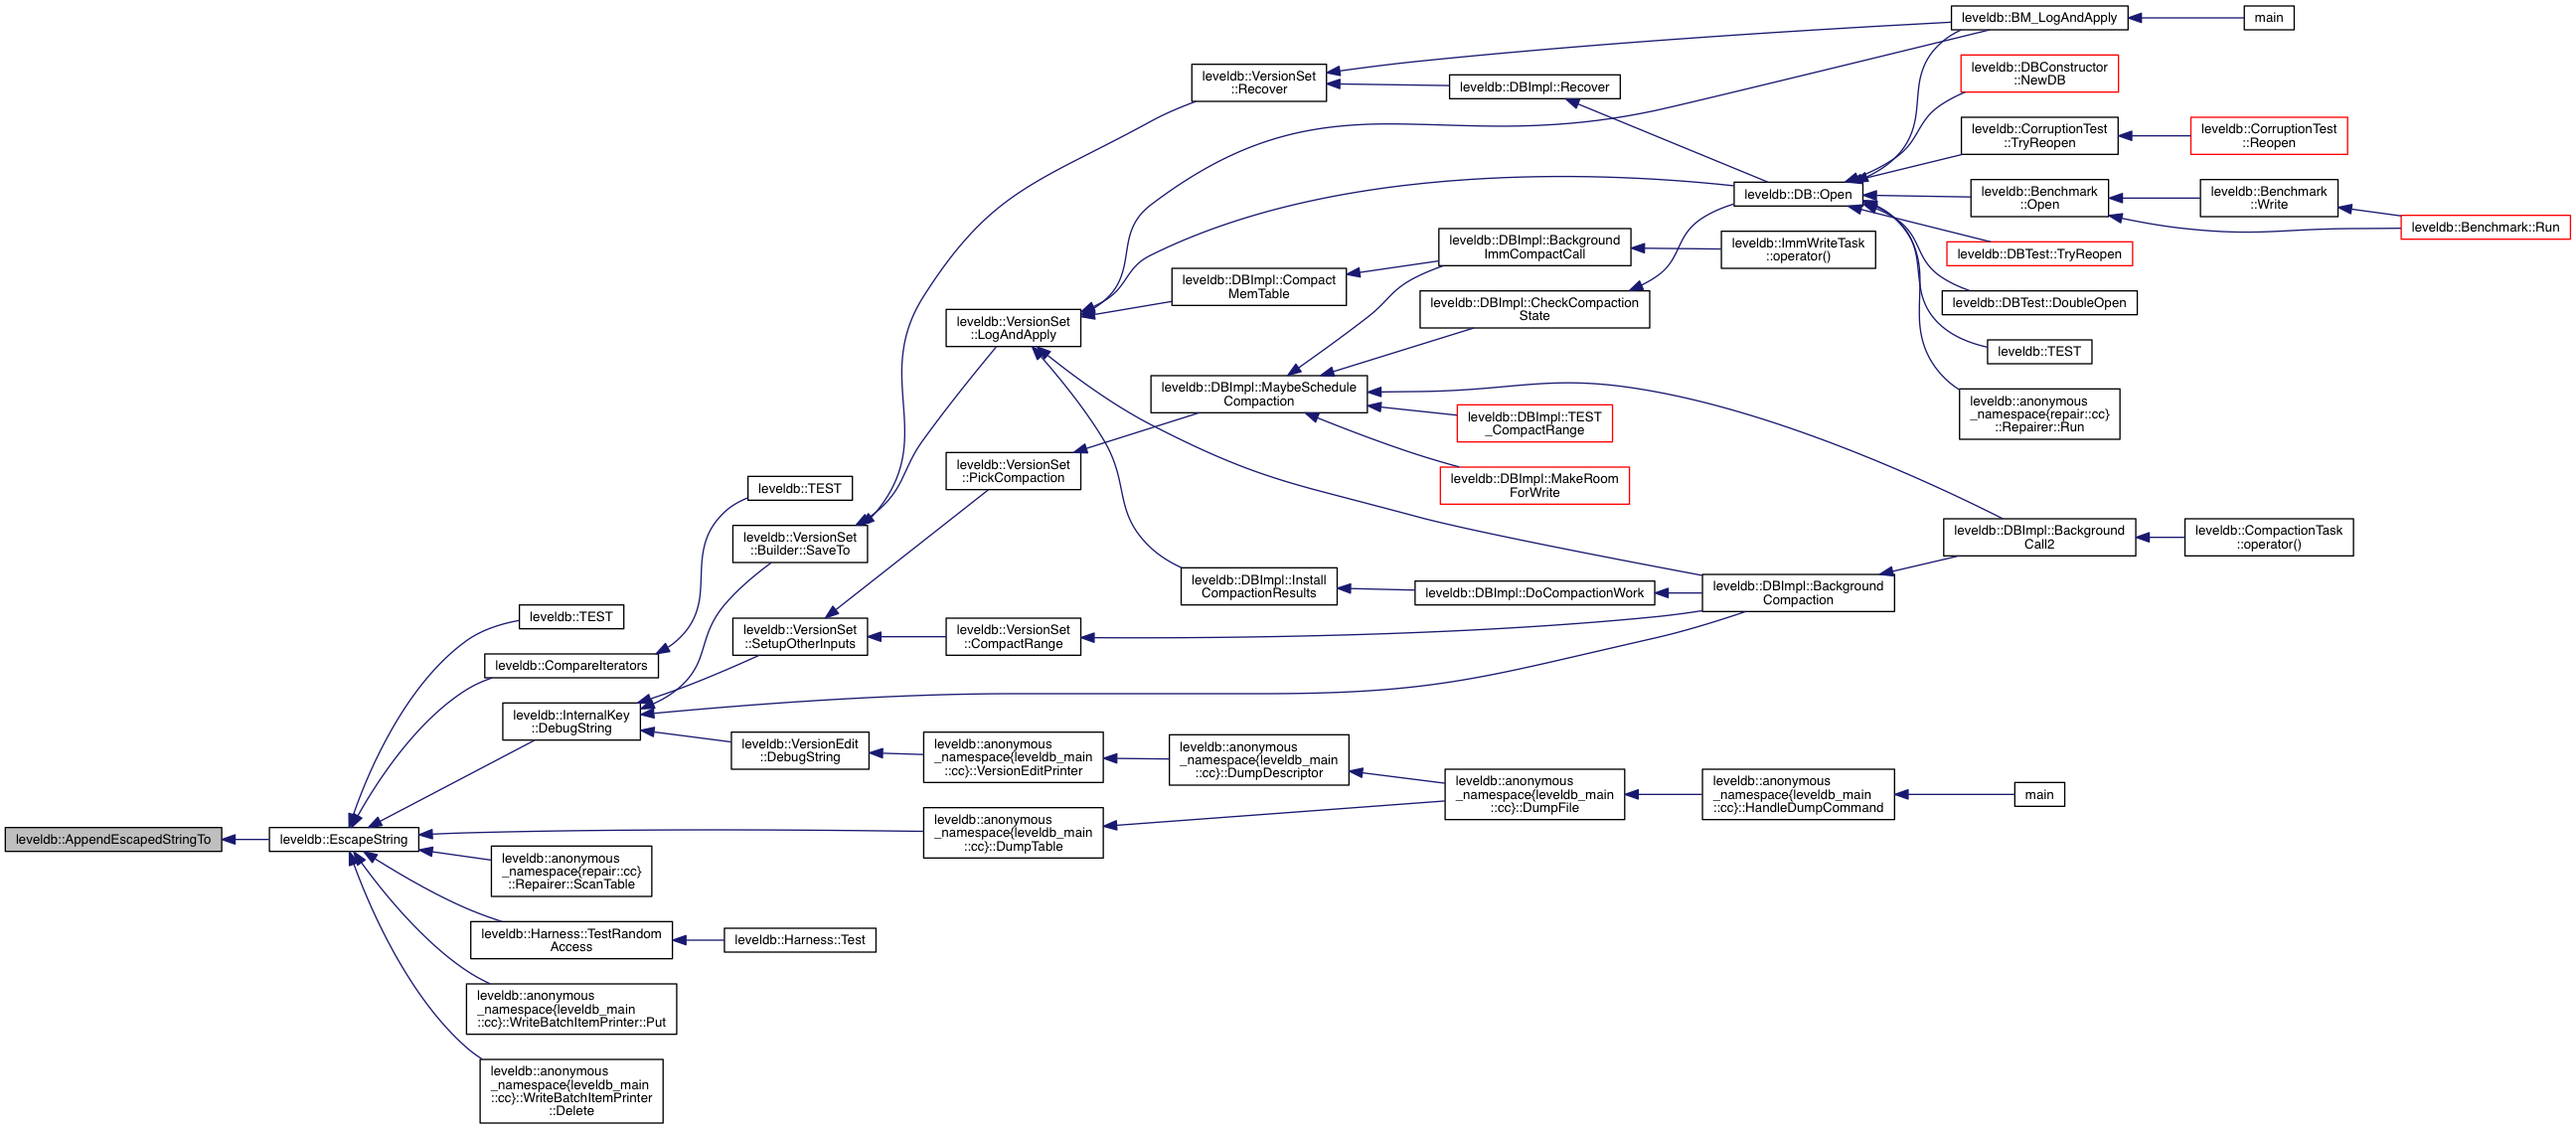 leveldb::AppendEscapedStringTo
leveldb::EscapeString
leveldb::TEST
leveldb::CompareIterators
leveldb::TEST
leveldb::InternalKey
::DebugString
leveldb::VersionSet
::Builder::SaveTo
leveldb::VersionSet
::Recover
leveldb::BM_LogAndApply
main
leveldb::DBImpl::Recover
leveldb::DB::Open
leveldb::DBConstructor
::NewDB
leveldb::CorruptionTest
::TryReopen
leveldb::CorruptionTest
::Reopen
leveldb::Benchmark
::Open
leveldb::Benchmark
::Write
leveldb::Benchmark::Run
leveldb::DBTest::TryReopen
leveldb::DBTest::DoubleOpen
leveldb::TEST
leveldb::anonymous
_namespace{repair::cc}
::Repairer::Run
leveldb::VersionSet
::LogAndApply
leveldb::DBImpl::Compact
MemTable
leveldb::DBImpl::Background
ImmCompactCall
leveldb::ImmWriteTask
::operator()
leveldb::DBImpl::CheckCompaction
State
leveldb::DBImpl::MaybeSchedule
Compaction
leveldb::DBImpl::TEST
_CompactRange
leveldb::DBImpl::MakeRoom
ForWrite
leveldb::VersionSet
::PickCompaction
leveldb::DBImpl::Install
CompactionResults
leveldb::DBImpl::DoCompactionWork
leveldb::DBImpl::Background
Compaction
leveldb::DBImpl::Background
Call2
leveldb::CompactionTask
::operator()
leveldb::VersionSet
::SetupOtherInputs
leveldb::VersionSet
::CompactRange
leveldb::VersionEdit
::DebugString
leveldb::anonymous
_namespace{leveldb_main
::cc}::VersionEditPrinter
leveldb::anonymous
_namespace{leveldb_main
::cc}::DumpDescriptor
leveldb::anonymous
_namespace{leveldb_main
::cc}::DumpFile
leveldb::anonymous
_namespace{leveldb_main
::cc}::HandleDumpCommand
main
leveldb::anonymous
_namespace{leveldb_main
::cc}::DumpTable
leveldb::anonymous
_namespace{repair::cc}
::Repairer::ScanTable
leveldb::Harness::TestRandom
Access
leveldb::Harness::Test
leveldb::anonymous
_namespace{leveldb_main
::cc}::WriteBatchItemPrinter::Put
leveldb::anonymous
_namespace{leveldb_main
::cc}::WriteBatchItemPrinter
::Delete